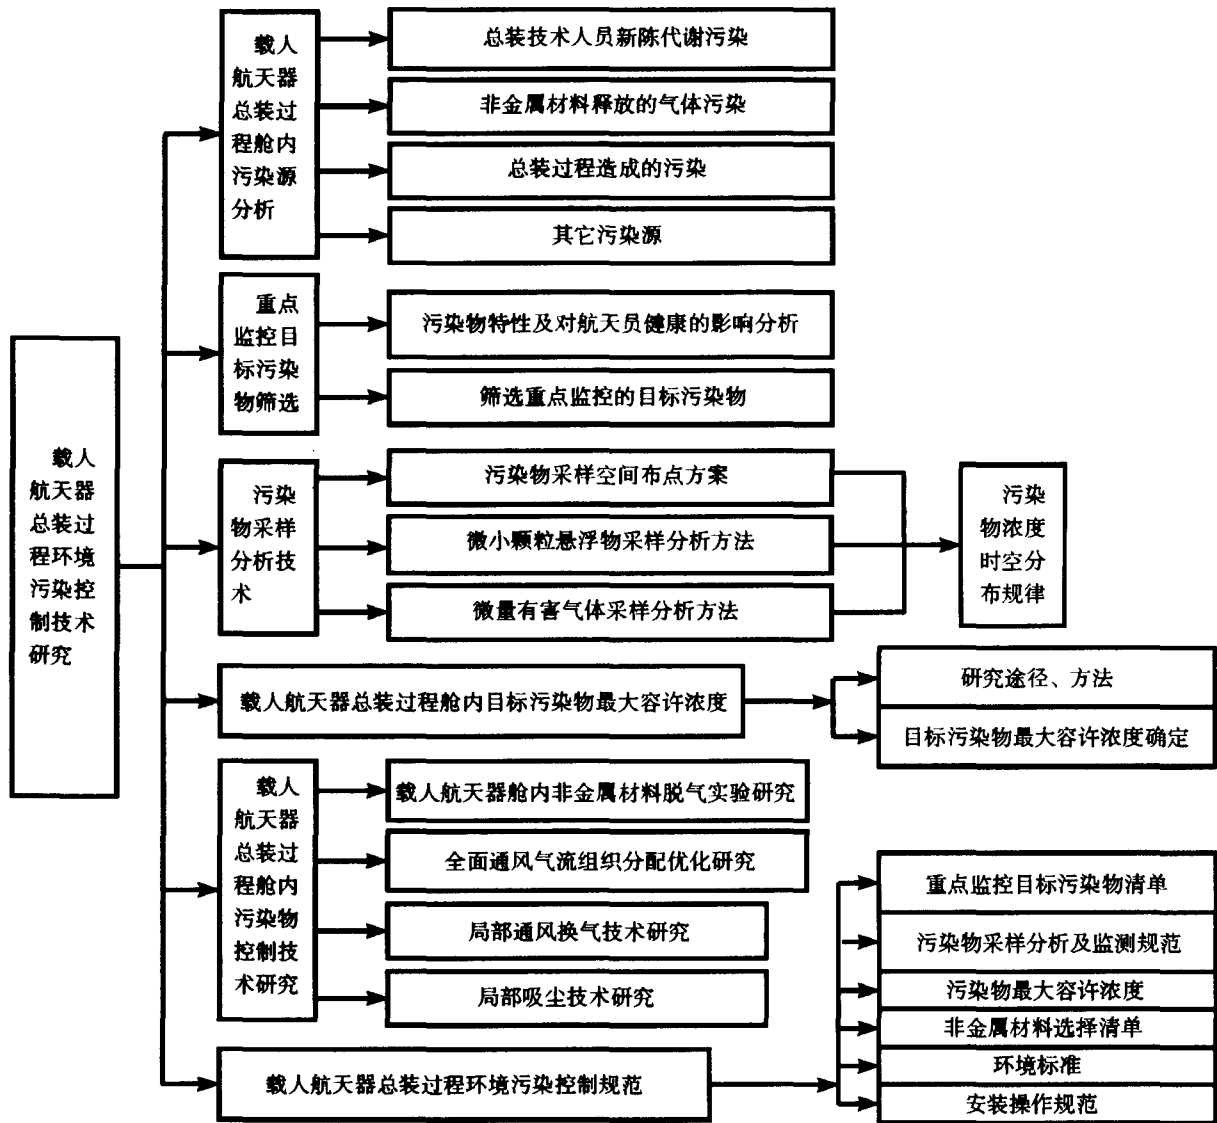 载人
航天器
总装过
程环境
污染控
制技术
研究
载人
航天器
总装过
程舱内
污染源
分析
总装技术人员新陈代谢污染
非金属材料释放的气体污染
总装过程造成的污染
其它污染源
重点
监控目
标污染
物筛选
污染物特性及对航天员健康的影响分析
筛选重点监控的目标污染物
污染
物采样
分析技
术
污染物采样空间布点方案
微小颗粒悬浮物采样分析方法
微量有害气体采样分析方法
污染
物浓度
时空分
布规律
载人航天器总装过程舱内目标污染物最大容许浓度
研究途径、方法
目标污染物最大容许浓度确定
载人
航天器
总装过
程舱内
污染物
控制技
术研究
载人航天器舱内非金属材料脱气实验研究
全面通风气流组织分配优化研究
局部通风换气技术研究
局部吸尘技术研究
载人航天器总装过程环境污染控制规范
重点监控目标污染物清单
污染物采样分析及监测规范
污染物最大容许浓度
非金属材料选择清单
环境标准
安装操作规范